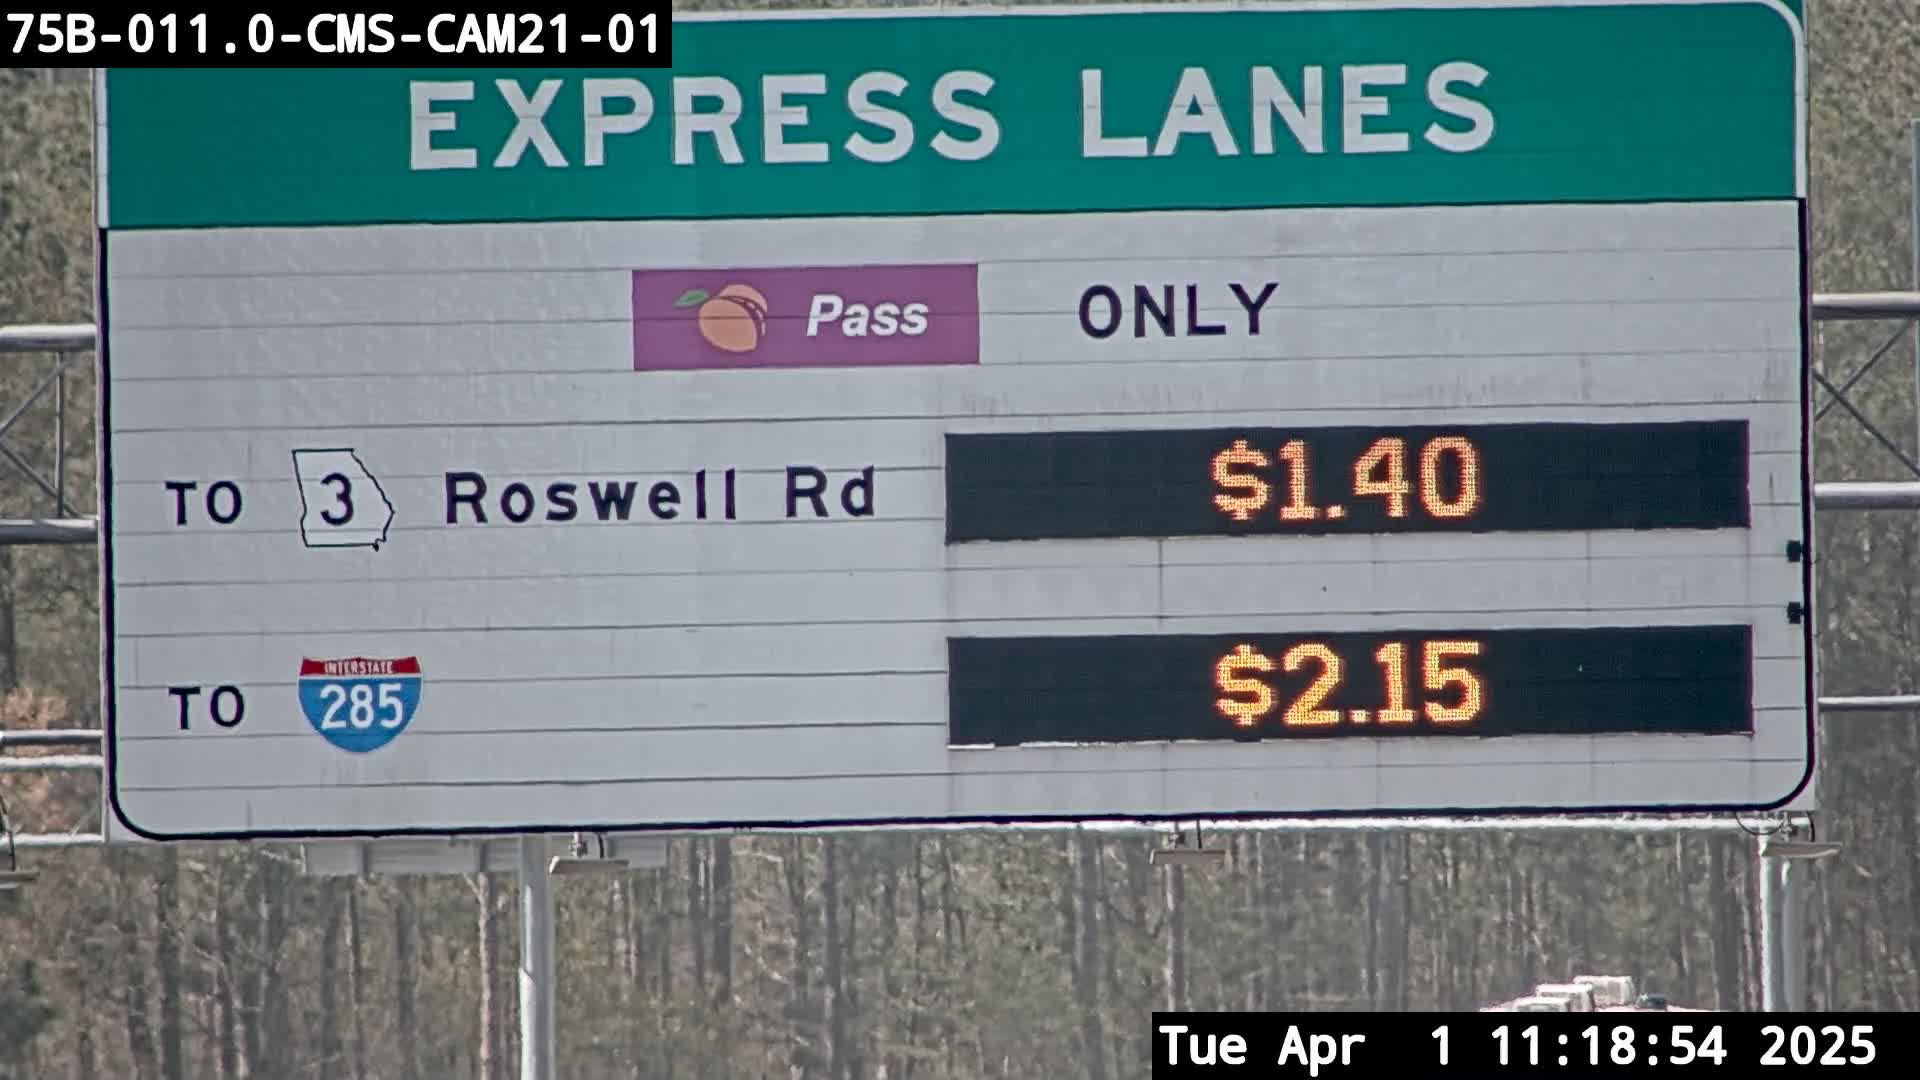 75B-011.0-CMS-CAM21-01
EXPRESS LANES
Pass ONLY
TO 3 Roswell Rd $1.40
TO INTERSTATE 285 $2.15
Tue Apr 1 11:18:54 2025